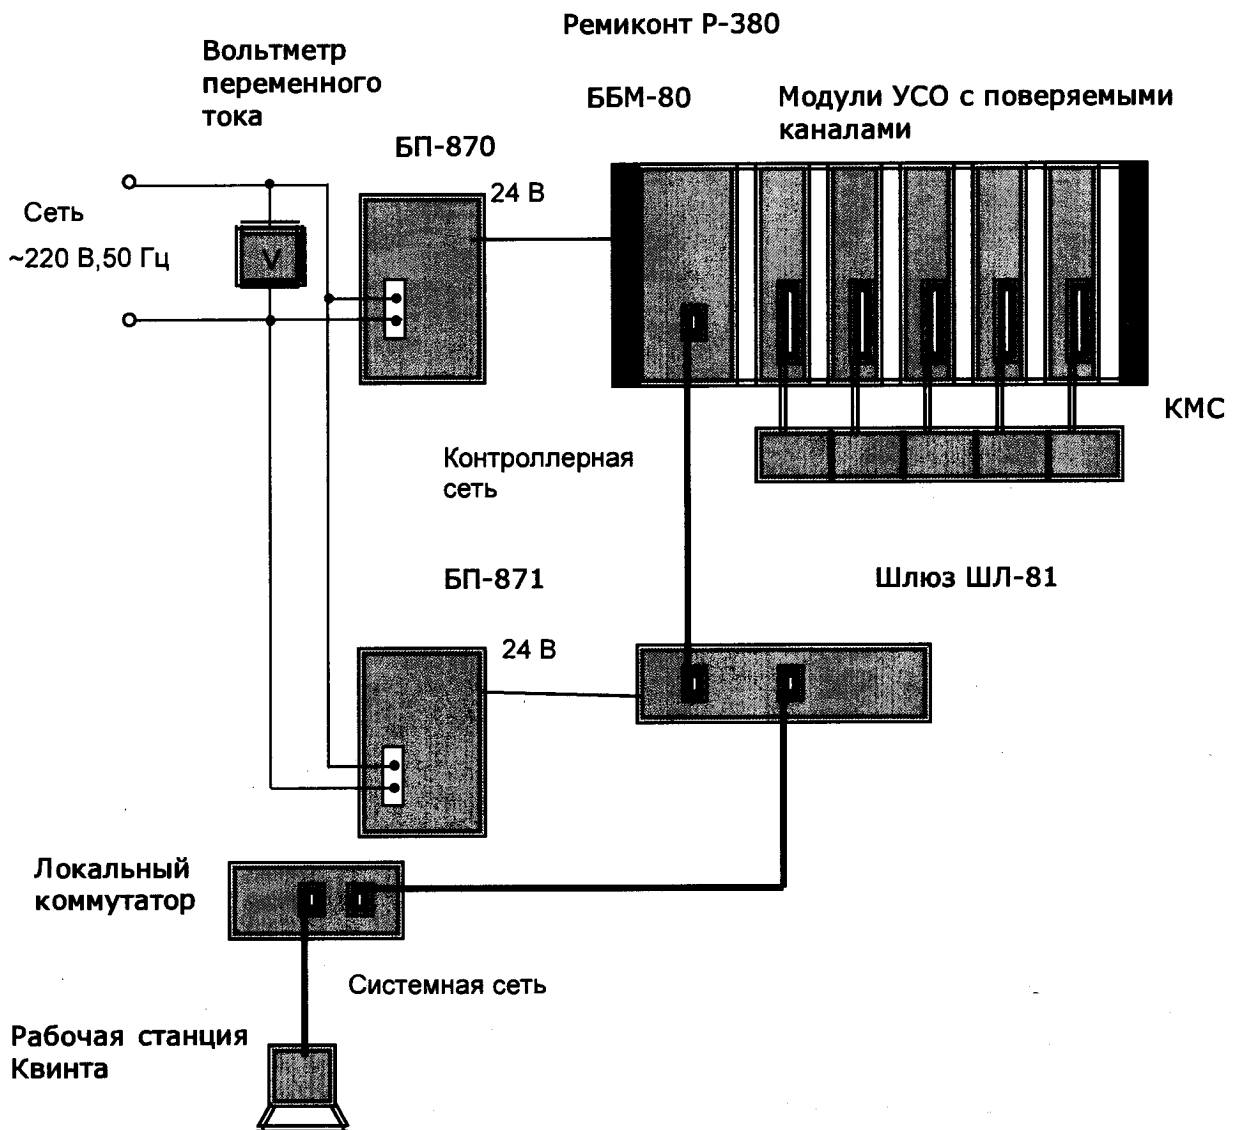 Ремиконт Р-380
Вольтметр
переменного
тока
ББМ-80
Модули УСО с поверяемыми
каналами
БП-870
24 В
Сеть
~220 В,50 Гц
V
КМС
Контроллерная
сеть
БП-871
Шлюз ШЛ-81
24 В
Локальный
коммутатор
Системная сеть
Рабочая станция
Квинта